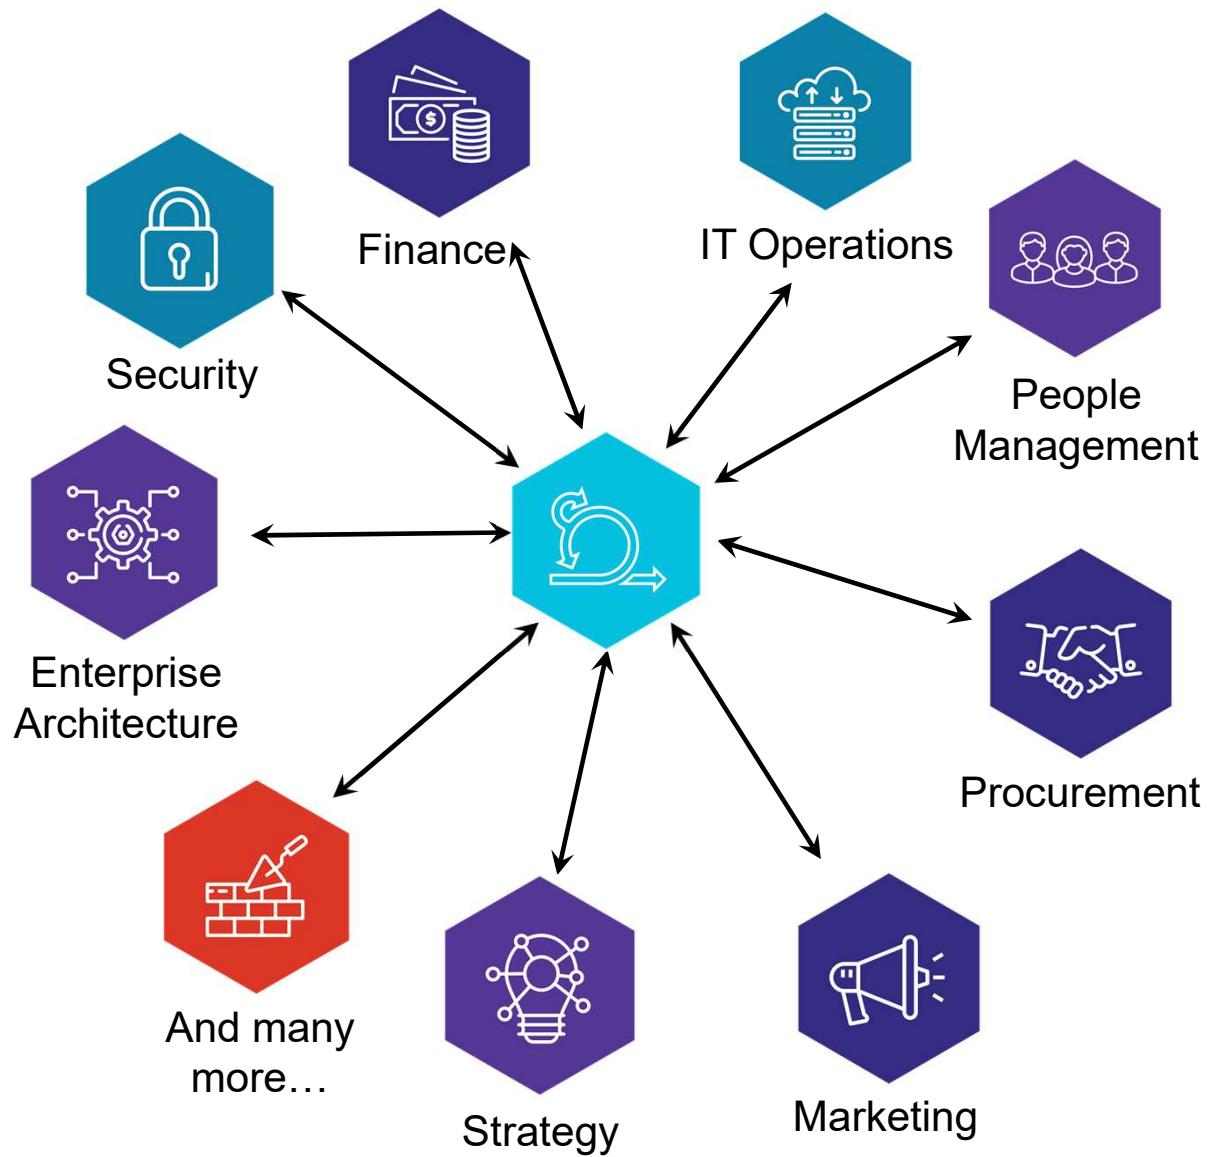 Finance
IT Operations
Security
People
Management
Enterprise
Architecture
Procurement
And many
more…
Strategy
Marketing